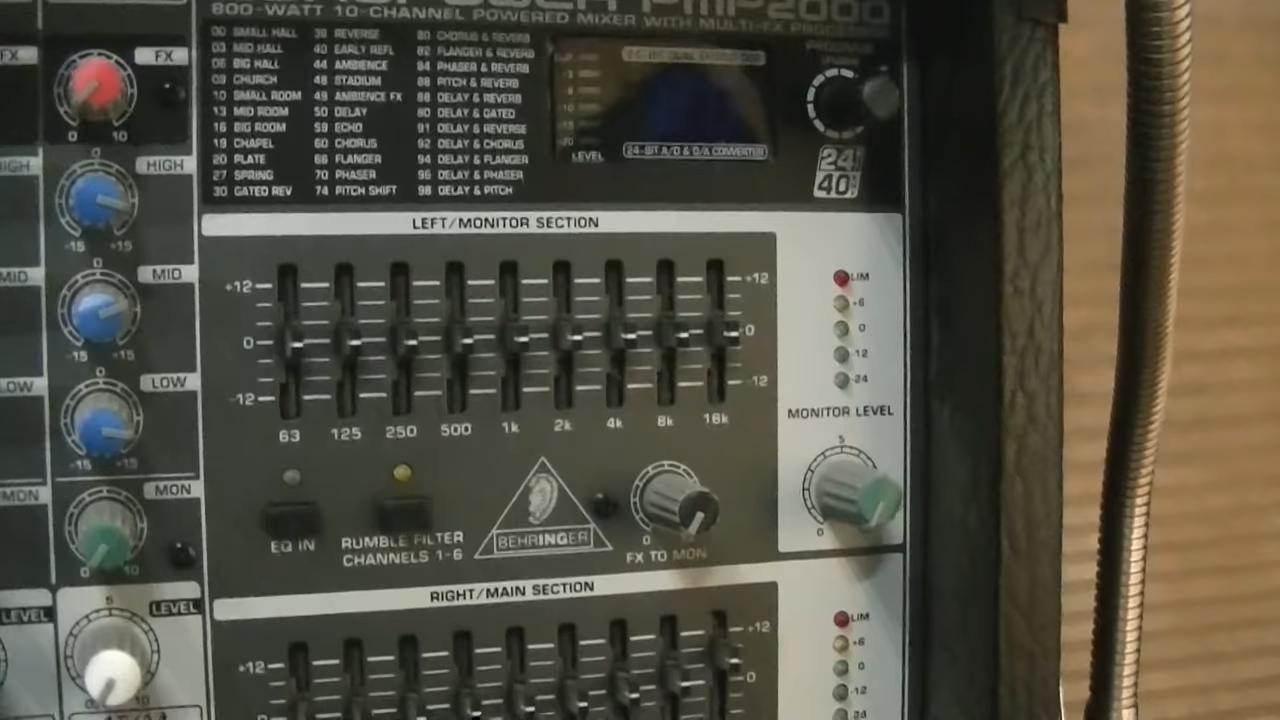 PMP2000
800-WATT 10-CHANNEL POWERED MIXER WITH MULTI-FX PROCESSOR
00 SMALL HALL 39 REVERSE 80 CHORUS & REVERB
03 MID HALL 40 EARLY REFL 82 FLANGER & REVERB
06 BIG HALL 44 AMBIENCE 84 PHASER & REVERB
09 CHURCH 48 STADIUM 86 PITCH & REVERB
10 SMALL ROOM 49 AMBIENCE FX 88 DELAY & REVERB
13 MID ROOM 50 DELAY DELAY & GATED
16 BIG ROOM 59 ECHO 91 DELAY & REVERSE
19 CHAPEL 60 CHORUS 92 DELAY & CHORUS
20 PLATE 66 FLANGER 94 DELAY & FLANGER
27 SPRING 70 PHASER 96 DELAY & PHASER
30 GATED REV 74 PITCH SHIFT 98 DELAY & PITCH
LEVEL
24-BIT A/D & D/A CONVERTER
PROGRAM
24
40
FX
FX
0 10
HIGH
HIGH
0
-15 +15
MID
MID
0
-15 +15
LOW
LOW
0
-15 +15
MON
MON
0 10
LEVEL
LEVEL
5
10
LEFT/MONITOR SECTION
+12 +12
0 0
-12 -12
63 125 250 500 1k 2k 4k 8k 16k
EQ IN
RUMBLE FILTER
CHANNELS 1-6
BEHRINGER
0
FX TO MON
LIM
+6
0
-12
-24
MONITOR LEVEL
5
0
RIGHT/MAIN SECTION
+12 +12
0 0
LIM
+6
0
-12
-24